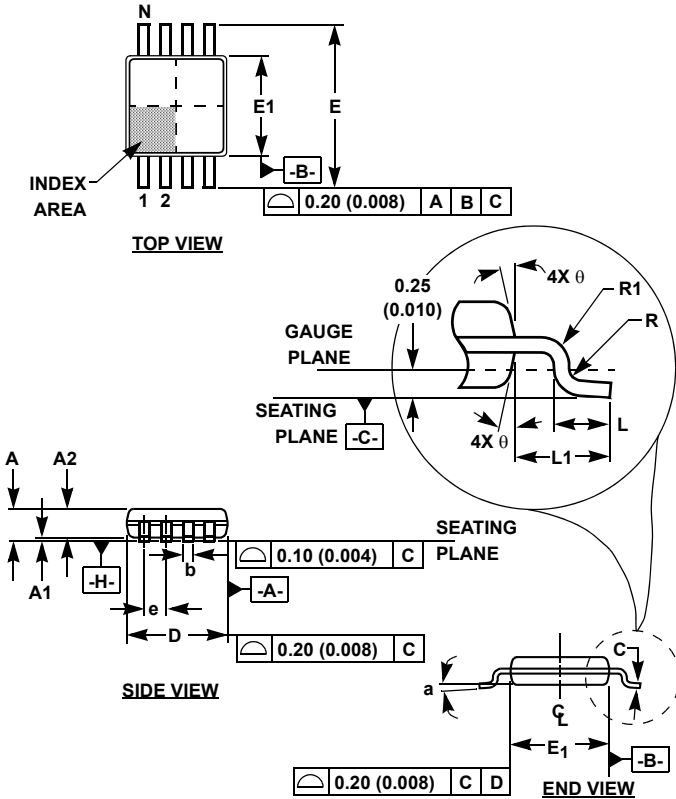 N
E1
E
-B-
INDEX
AREA
1 2
0.20 (0.008) A B C
TOP VIEW
0.25
(0.010)
4X θ
R1
R
GAUGE
PLANE
SEATING
PLANE -C-
4X θ
L
L1
A A2
SEATING
PLANE
A1
-H-
b
0.10 (0.004) C
-A-
e
D
0.20 (0.008) C
SIDE VIEW
C
a
CL
E1
-B-
0.20 (0.008) C D
END VIEW